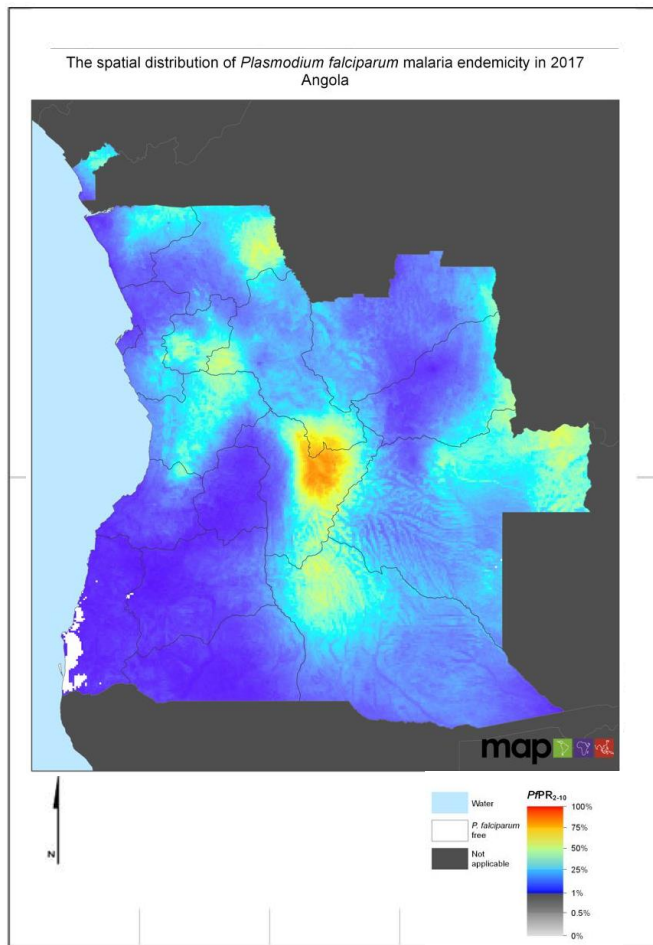 The spatial distribution of Plasmodium falciparum malaria endemicity in 2017
Angola
map
N
Water
P. falciparum
free
Not
applicable
PfPR2-10
100%
75%
50%
25%
1%
0.5%
0%